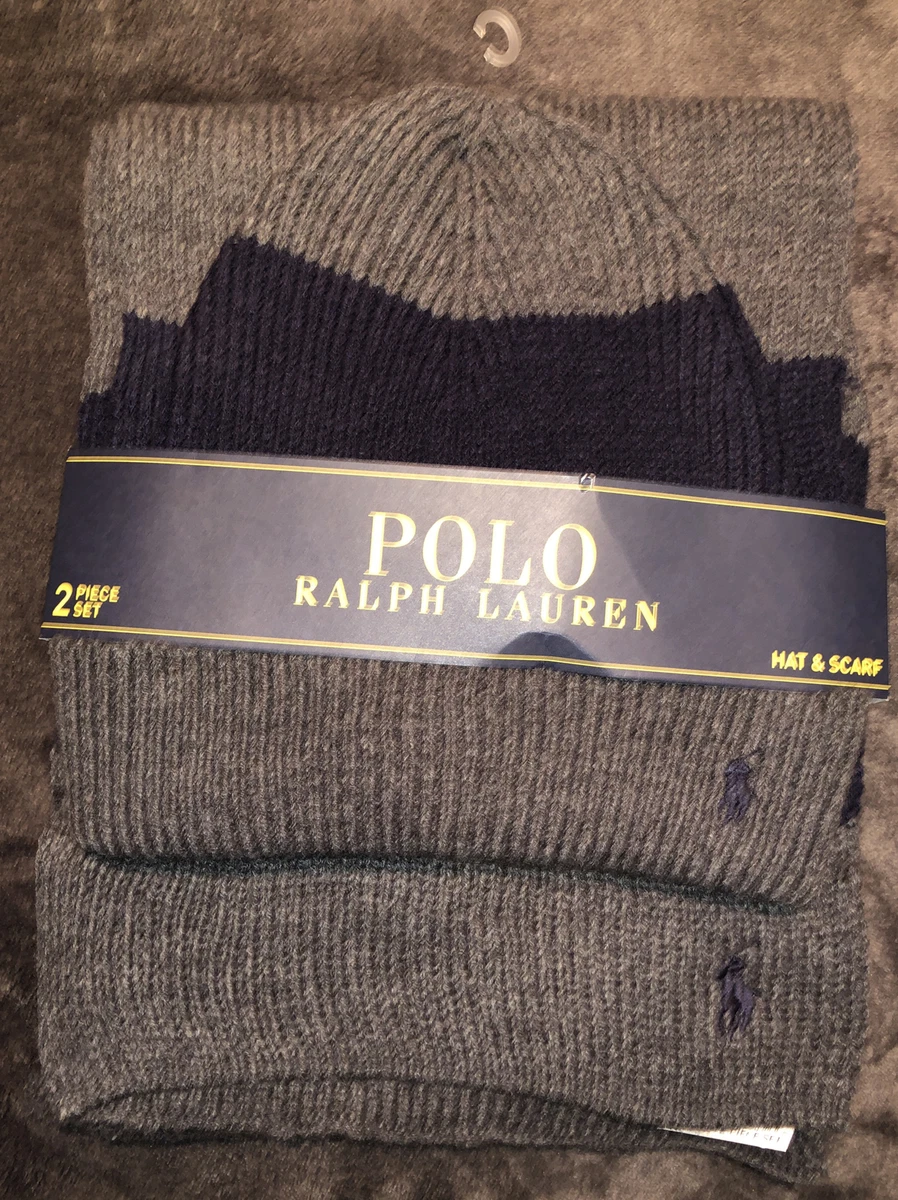 POLO
RALPH LAUREN
2 PIECE
SET
HAT & SCARF